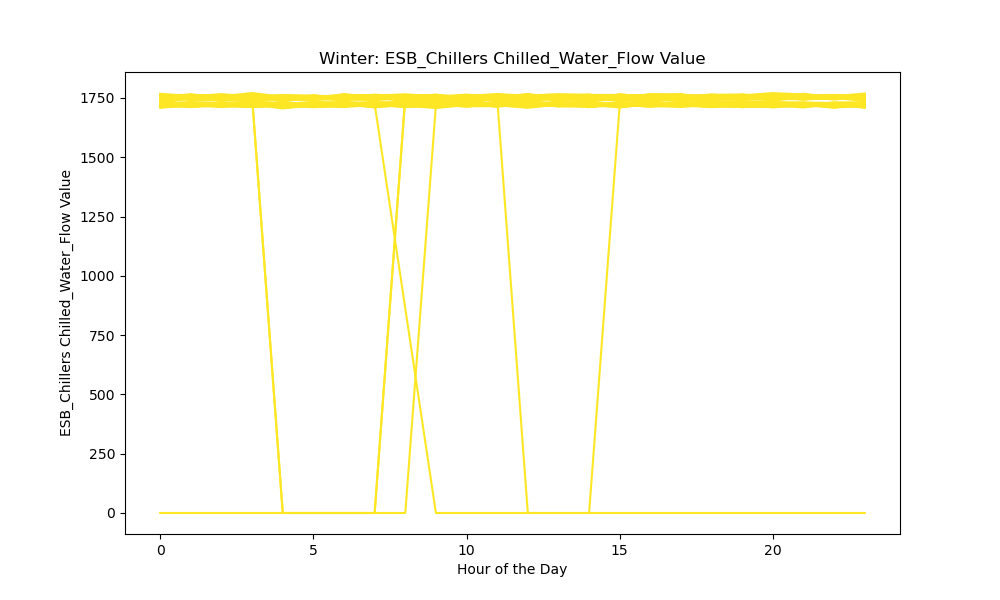 Winter: ESB_Chillers Chilled_Water_Flow Value
ESB_Chillers Chilled_Water_Flow Value
1750
1500
1250
1000
750
500
250
0
0 5 10 15 20
Hour of the Day